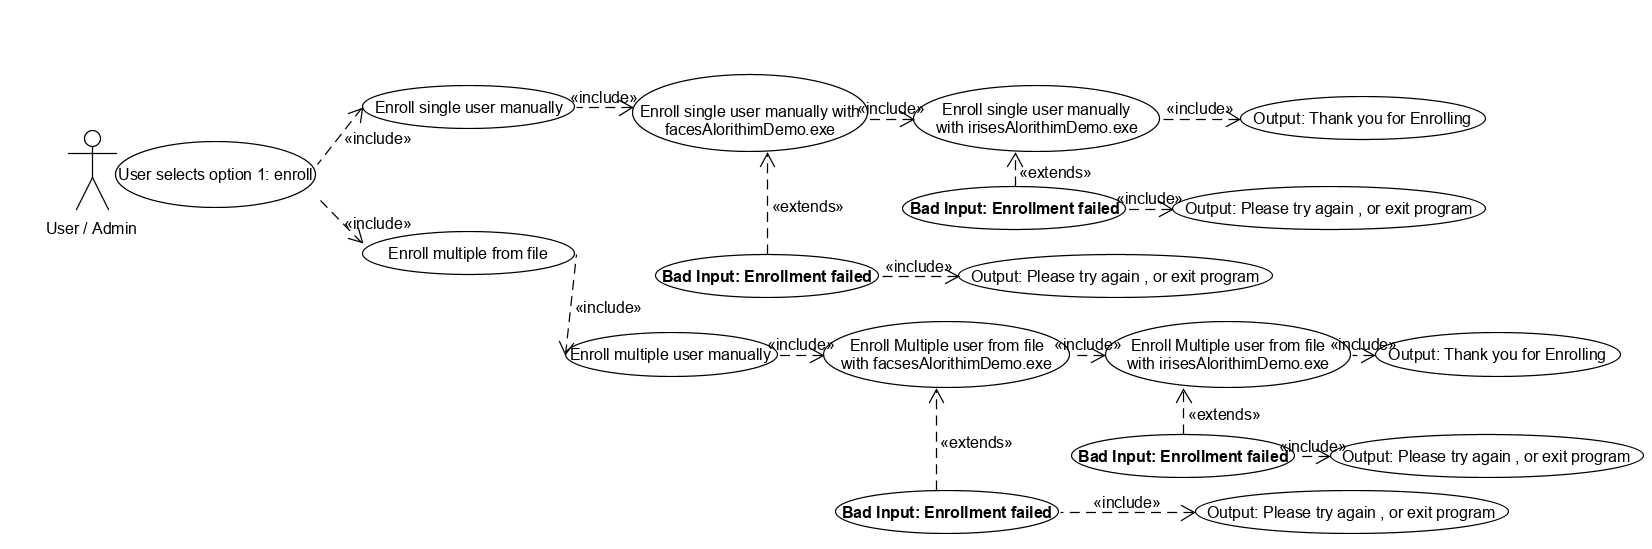 «include»
Enroll single user manually
«include»
Enroll single user manually with
facesAlorithimDemo.exe
«include»
Enroll single user manually
with irisesAlorithimDemo.exe
«include»
Output: Thank you for Enrolling
«include»
User selects option 1: enroll
User / Admin
«extends»
Bad Input: Enrollment failed
«include»
Output: Please try again , or exit program
«extends»
Bad Input: Enrollment failed
«include»
Output: Please try again , or exit program
«include»
Enroll multiple from file
«include»
Enroll multiple user manually
«include»
Enroll Multiple user from file
with facsesAlorithimDemo.exe
«include»
Enroll Multiple user from file
with irisesAlorithimDemo.exe
Output: Thank you for Enrolling
«extends»
Bad Input: Enrollment failed
«include»
Output: Please try again , or exit program
«extends»
Bad Input: Enrollment failed
«include»
Output: Please try again , or exit program
«include»